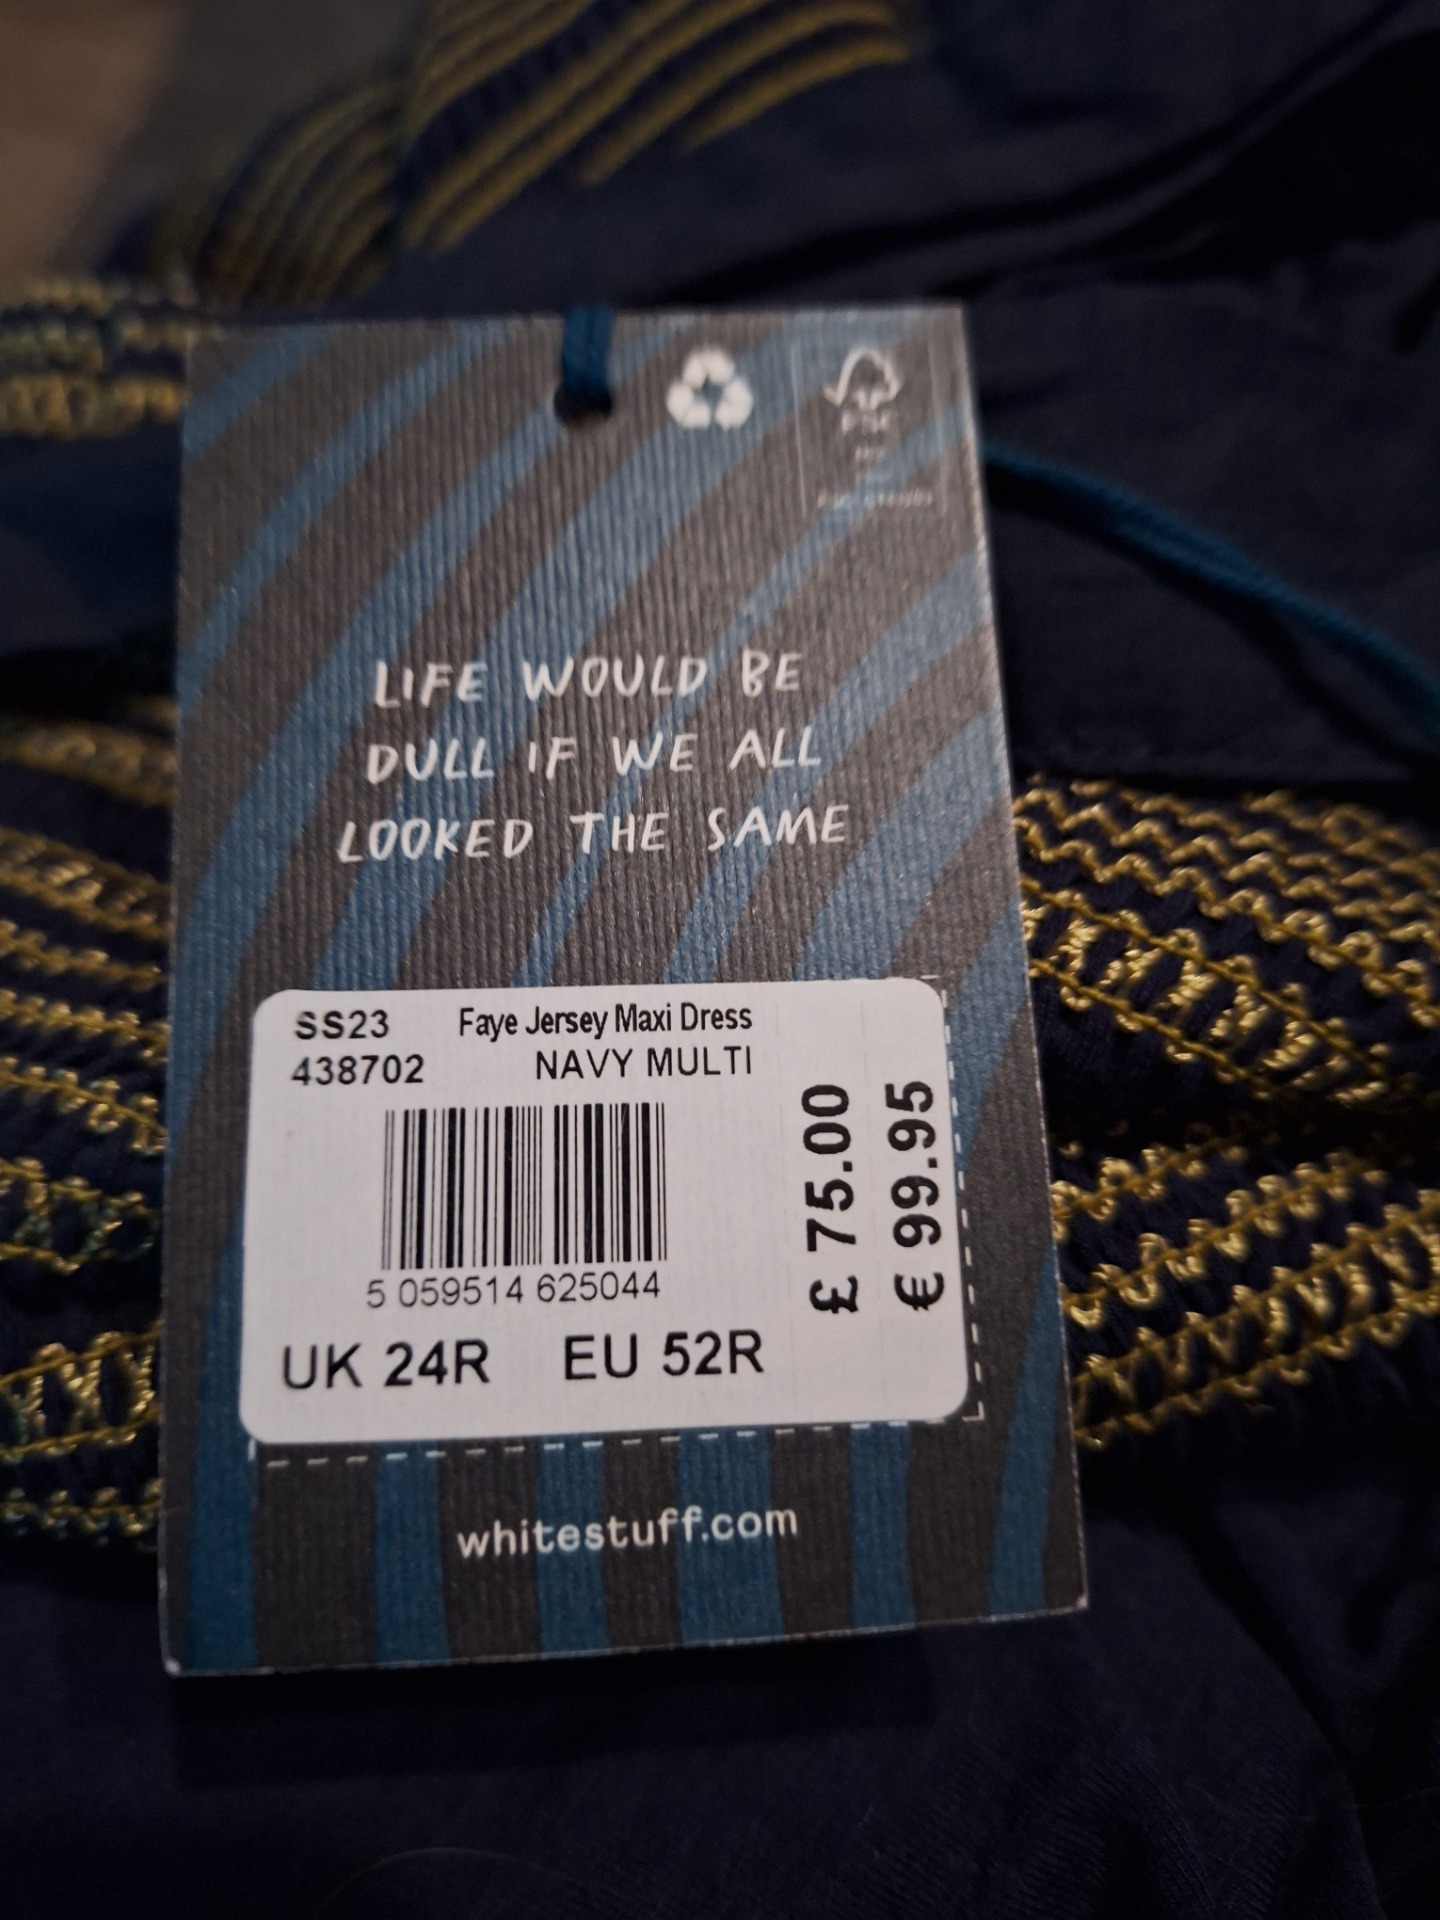 FSC
LIFE WOULD BE
DULL IF WE ALL
LOOKED THE SAME
SS23 Faye Jersey Maxi Dress
438702 NAVY MULTI
5 059514 625044
UK 24R EU 52R
£ 75.00
€ 99.95
whitestuff.com